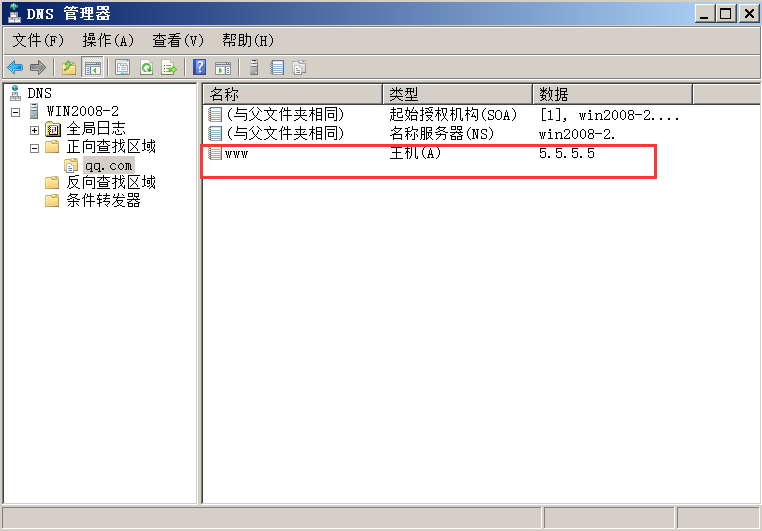 DNS 管理器
文件(F) 操作(A) 查看(V) 帮助(H)
DNS
WIN2008-2
全局日志
正向查找区域
qq.com
反向查找区域
条件转发器
名称 类型 数据
(与父文件夹相同) 起始授权机构(SOA) [1], win2008-2....
(与父文件夹相同) 名称服务器(NS) win2008-2.
www 主机(A) 5.5.5.5